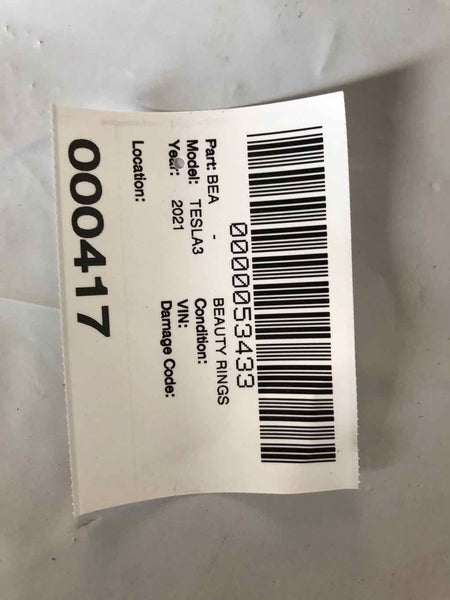 0000053433
Part: BEA - BEAUTY RINGS
Model: TESLA3 Condition:
Year: 2021 VIN:
Damage Code:
Location:
000417